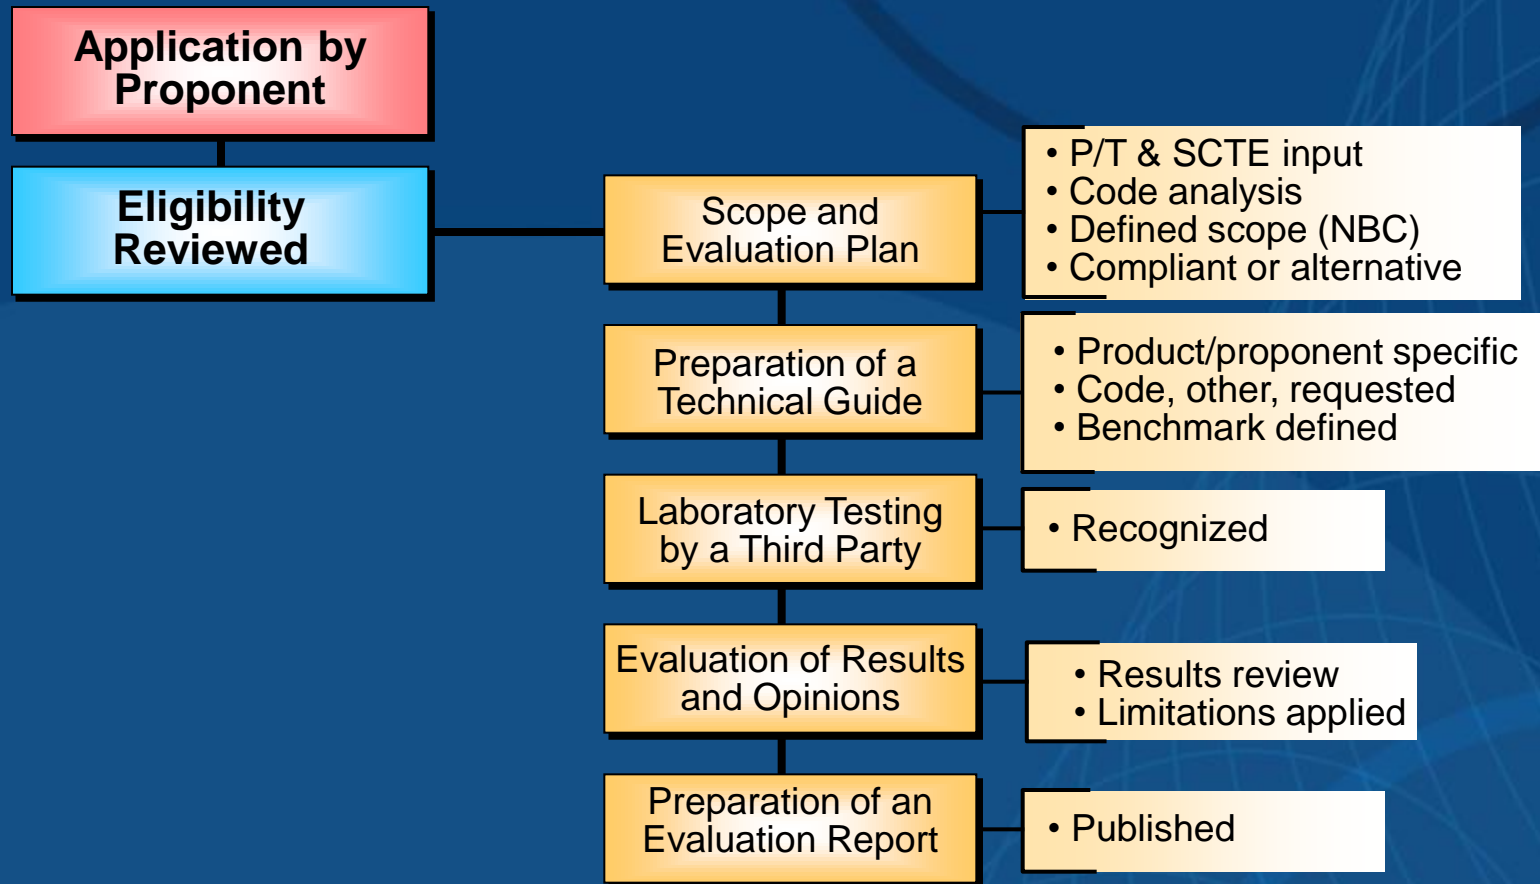 Application by
Proponent
Eligibility
Reviewed
Scope and
Evaluation Plan
• P/T & SCTE input
• Code analysis
• Defined scope (NBC)
• Compliant or alternative
Preparation of a
Technical Guide
• Product/proponent specific
• Code, other, requested
• Benchmark defined
Laboratory Testing
by a Third Party
• Recognized
Evaluation of Results
and Opinions
• Results review
• Limitations applied
Preparation of an
Evaluation Report
• Published